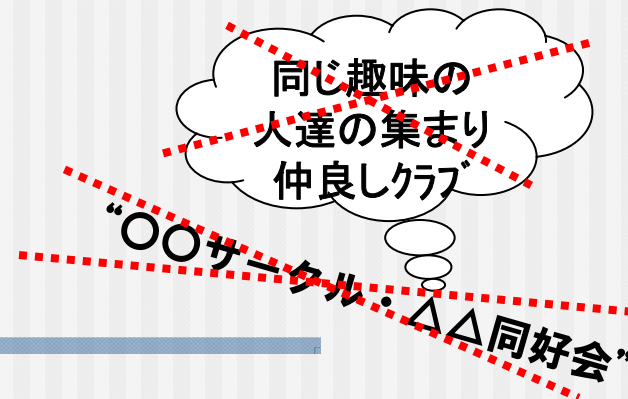 同じ趣味の
人達の集まり
仲良しクラブ
“〇〇サークル・△△同好会”